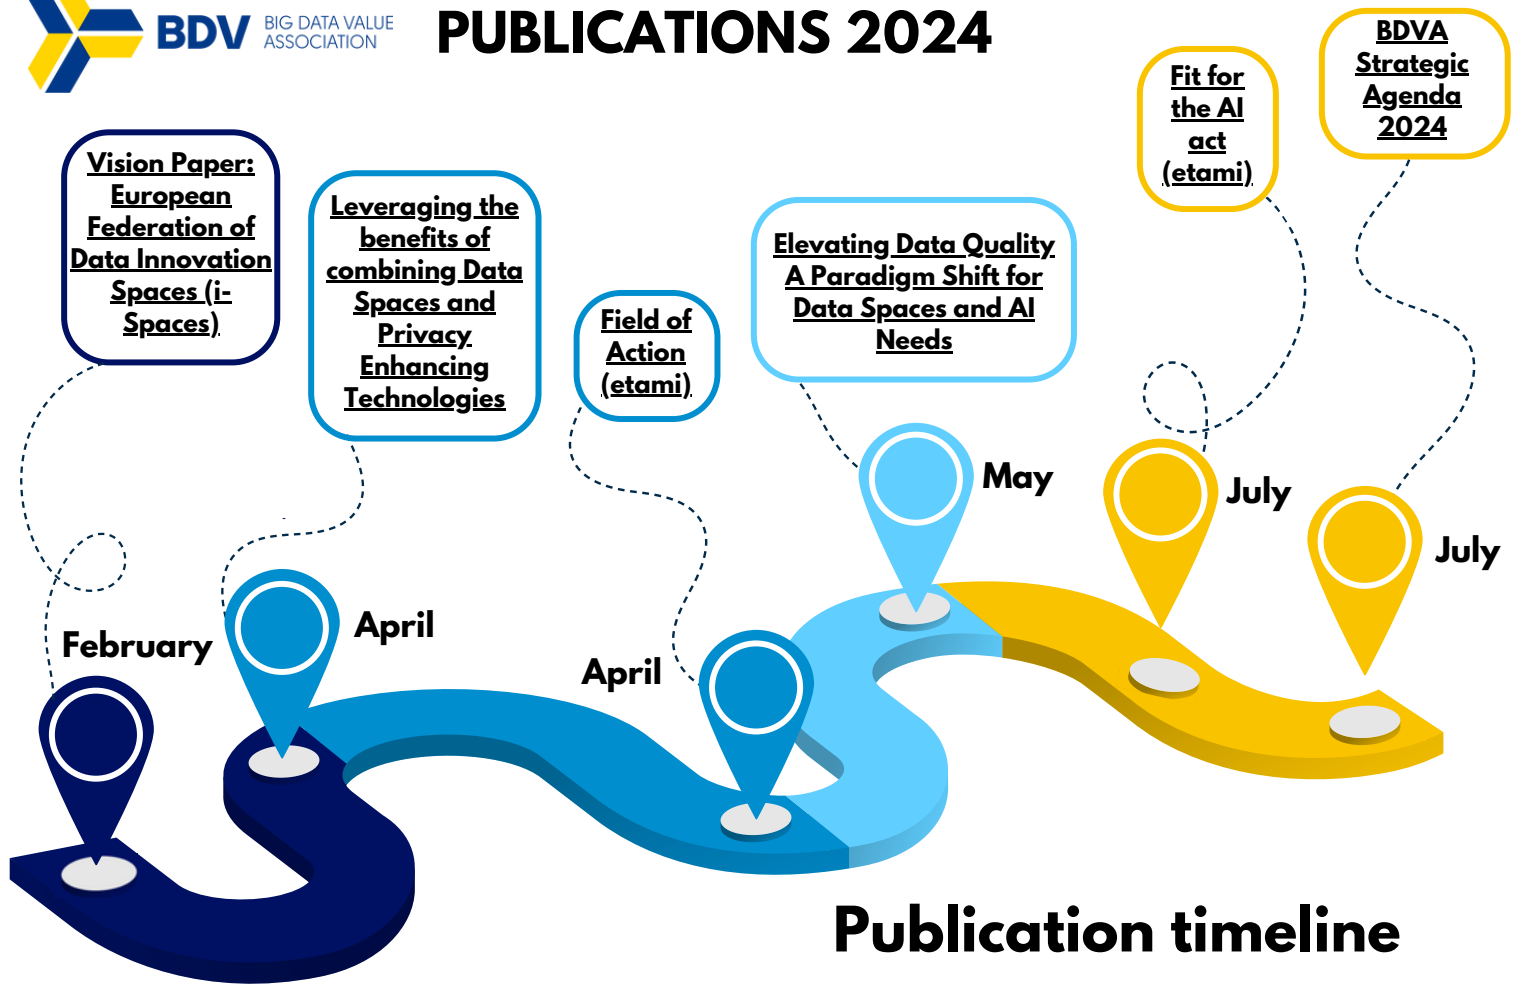 BDV
BIG DATA VALUE
ASSOCIATION
PUBLICATIONS 2024
Vision Paper:
European
Federation of
Data Innovation
Spaces (i-
Spaces)
Leveraging the
benefits of
combining Data
Spaces and
Privacy
Enhancing
Technologies
Field of
Action
(etami)
Elevating Data Quality
A Paradigm Shift for
Data Spaces and AI
Needs
Fit for
the AI
act
(etami)
BDVA
Strategic
Agenda
2024
February
April
April
May
July
July
Publication timeline